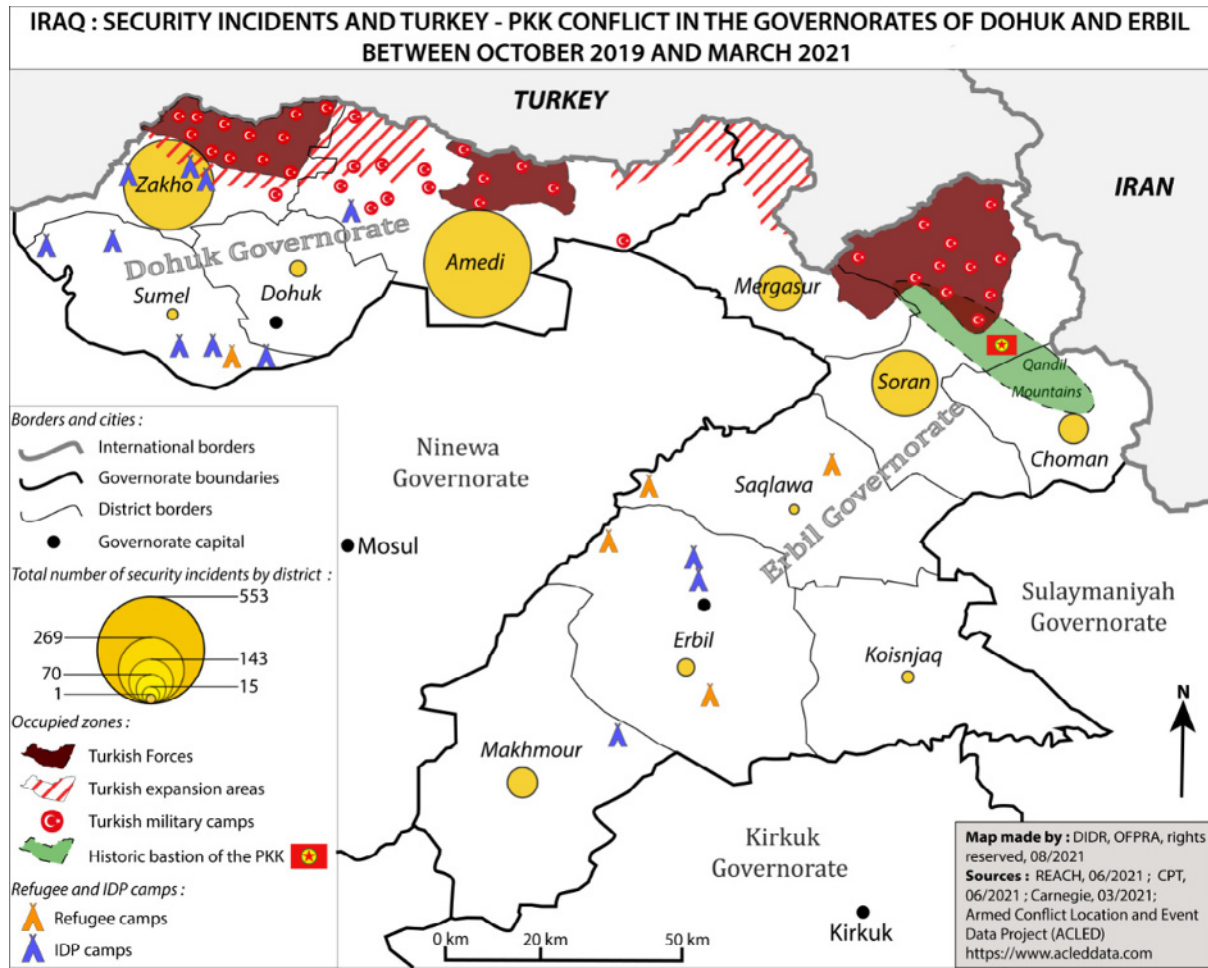 IRAQ : SECURITY INCIDENTS AND TURKEY - PKK CONFLICT IN THE GOVERNORATES OF DOHUK AND ERBIL
BETWEEN OCTOBER 2019 AND MARCH 2021
TURKEY
IRAN
Zakho
Dohuk Governorate
Amedi
Sumel
Dohuk
Mergasur
Soran
Qandil
Mountains
Choman
Ninewa
Governorate
Saqlawa
Erbil Governorate
Mosul
Sulaymaniyah
Governorate
Erbil
Koisnjaq
Makhmour
Kirkuk
Governorate
Kirkuk
N
Borders and cities :
International borders
Governorate boundaries
District borders
Governorate capital
Total number of security incidents by district :
553
269
143
70
15
1
Occupied zones :
Turkish Forces
Turkish expansion areas
Turkish military camps
Historic bastion of the PKK
Refugee and IDP camps :
Refugee camps
IDP camps
0 km 20 km 50 km
Map made by : DIDR, OFPRA, rights
reserved, 08/2021
Sources : REACH, 06/2021 ; CPT,
06/2021 ; Carnegie, 03/2021;
Armed Conflict Location and Event
Data Project (ACLED)
https://www.acleddata.com